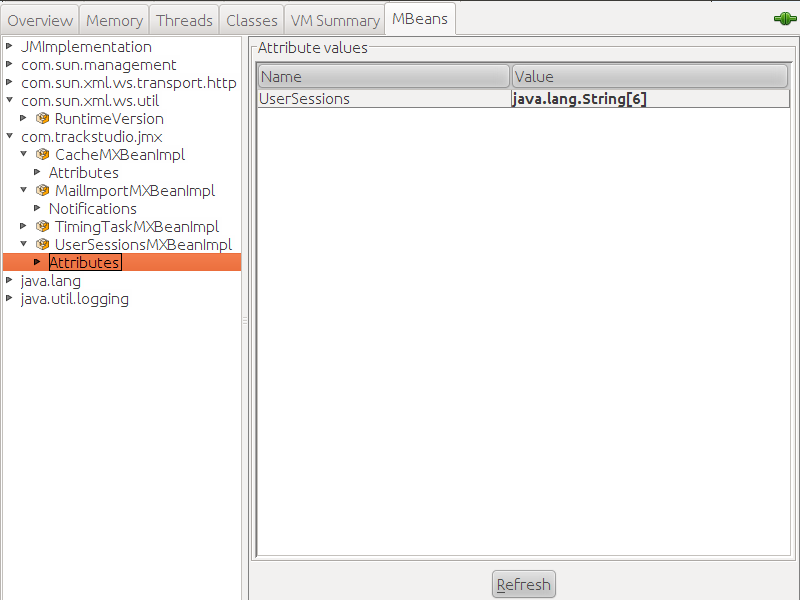 Overview Memory Threads Classes VM Summary MBeans
JMImplementation
com.sun.management
com.sun.xml.ws.transport.http
com.sun.xml.ws.util
RuntimeVersion
com.trackstudio.jmx
CacheMXBeanImpl
Attributes
MailImportMXBeanImpl
Notifications
TimingTaskMXBeanImpl
UserSessionsMXBeanImpl
Attributes
java.lang
java.util.logging
Attribute values
Name Value
UserSessions java.lang.String[6]
Refresh